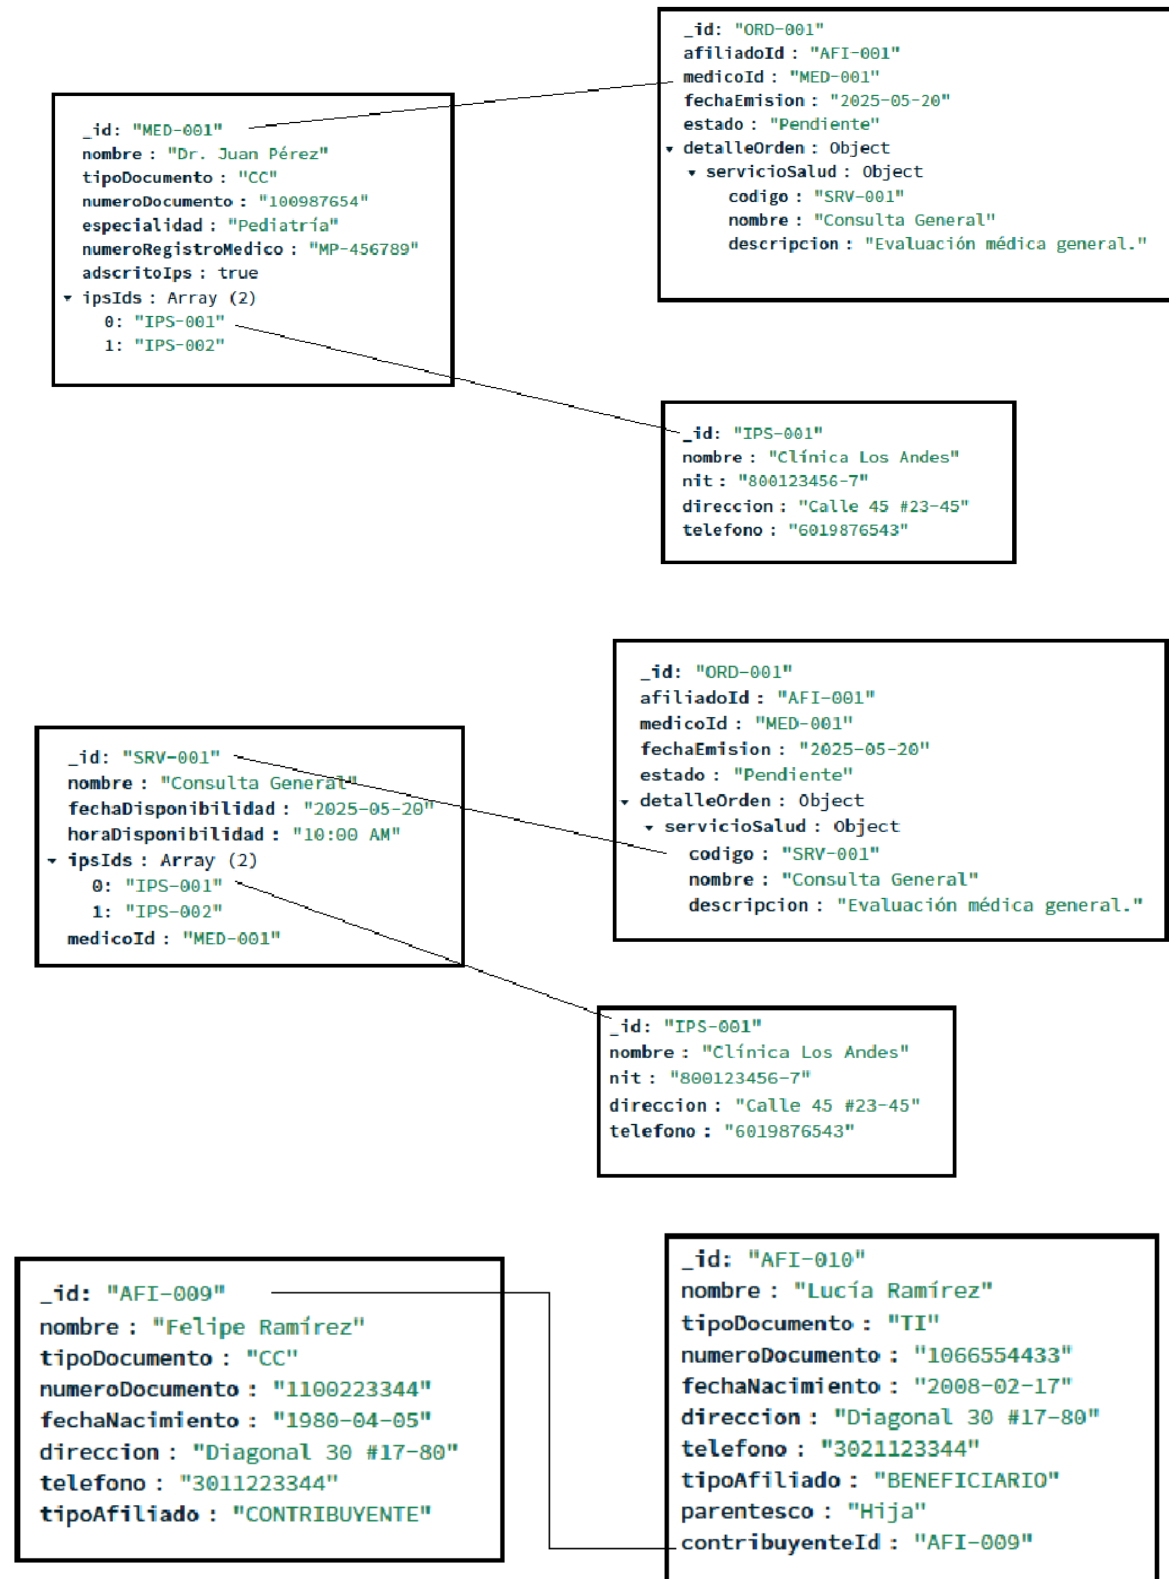 _id: "ORD-001"
afiliadoId : "AFI-001"
medicoId : "MED-001"
fechaEmision : "2025-05-20"
estado : "Pendiente"
detalleOrden : Object
servicioSalud : Object
codigo : "SRV-001"
nombre : "Consulta General"
descripcion : "Evaluación médica general."
_id: "MED-001"
nombre : "Dr. Juan Pérez"
tipoDocumento : "CC"
numeroDocumento : "100987654"
especialidad : "Pediatría"
numeroRegistroMedico : "MP-456789"
adscritoIps : true
ipsIds : Array (2)
0: "IPS-001"
1: "IPS-002"
_id: "IPS-001"
nombre : "Clínica Los Andes"
nit : "800123456-7"
direccion : "Calle 45 #23-45"
telefono : "6019876543"
_id: "ORD-001"
afiliadoId : "AFI-001"
medicoId : "MED-001"
fechaEmision : "2025-05-20"
estado : "Pendiente"
detalleOrden : Object
servicioSalud : Object
codigo : "SRV-001"
nombre : "Consulta General"
descripcion : "Evaluación médica general."
_id: "SRV-001"
nombre : "Consulta General"
fechaDisponibilidad : "2025-05-20"
horaDisponibilidad : "10:00 AM"
ipsIds : Array (2)
0: "IPS-001"
1: "IPS-002"
medicoId : "MED-001"
_id: "IPS-001"
nombre : "Clínica Los Andes"
nit : "800123456-7"
direccion : "Calle 45 #23-45"
telefono : "6019876543"
_id: "AFI-009"
nombre : "Felipe Ramírez"
tipoDocumento : "CC"
numeroDocumento : "1100223344"
fechaNacimiento : "1980-04-05"
direccion : "Diagonal 30 #17-80"
telefono : "3011223344"
tipoAfiliado : "CONTRIBUYENTE"
_id: "AFI-010"
nombre : "Lucía Ramírez"
tipoDocumento : "TI"
numeroDocumento : "1066554433"
fechaNacimiento : "2008-02-17"
direccion : "Diagonal 30 #17-80"
telefono : "3021123344"
tipoAfiliado : "BENEFICIARIO"
parentesco : "Hija"
contribuyenteId : "AFI-009"